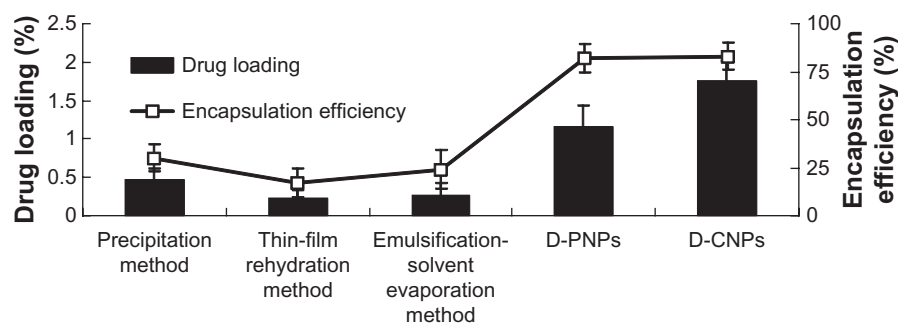 Drug loading (%)
2.5
2
1.5
1
0.5
0
Drug loading
Encapsulation efficiency
100
75
50
25
0
Encapsulation
efficiency (%)
Precipitation
method
Thin-film
rehydration
method
Emulsification-
solvent
evaporation
method
D-PNPs
D-CNPs